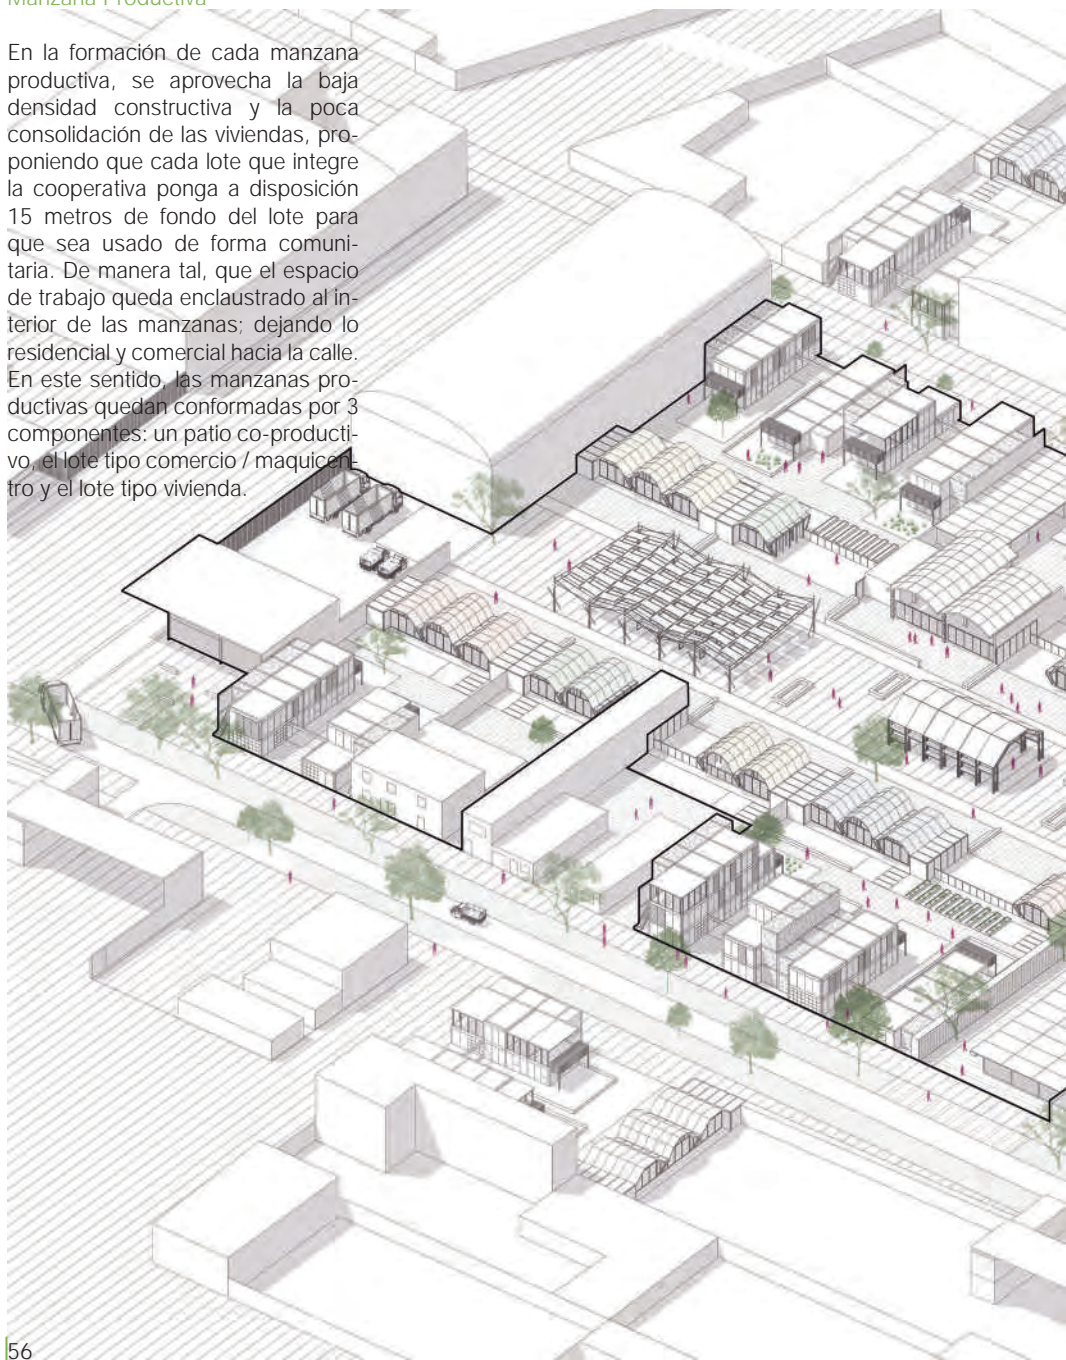 Manzana Productiva
En la formación de cada manzana
productiva, se aprovecha la baja
densidad constructiva y la poca
consolidación de las viviendas, pro-
poniendo que cada lote que integre
la cooperativa ponga a disposición
15 metros de fondo del lote para
que sea usado de forma comuni-
taria. De manera tal, que el espacio
de trabajo queda enclaustrado al in-
terior de las manzanas; dejando lo
residencial y comercial hacia la calle.
En este sentido, las manzanas pro-
ductivas quedan conformadas por 3
componentes: un patio co-producti-
vo, el lote tipo comercio / maquicen-
tro y el lote tipo vivienda.
56